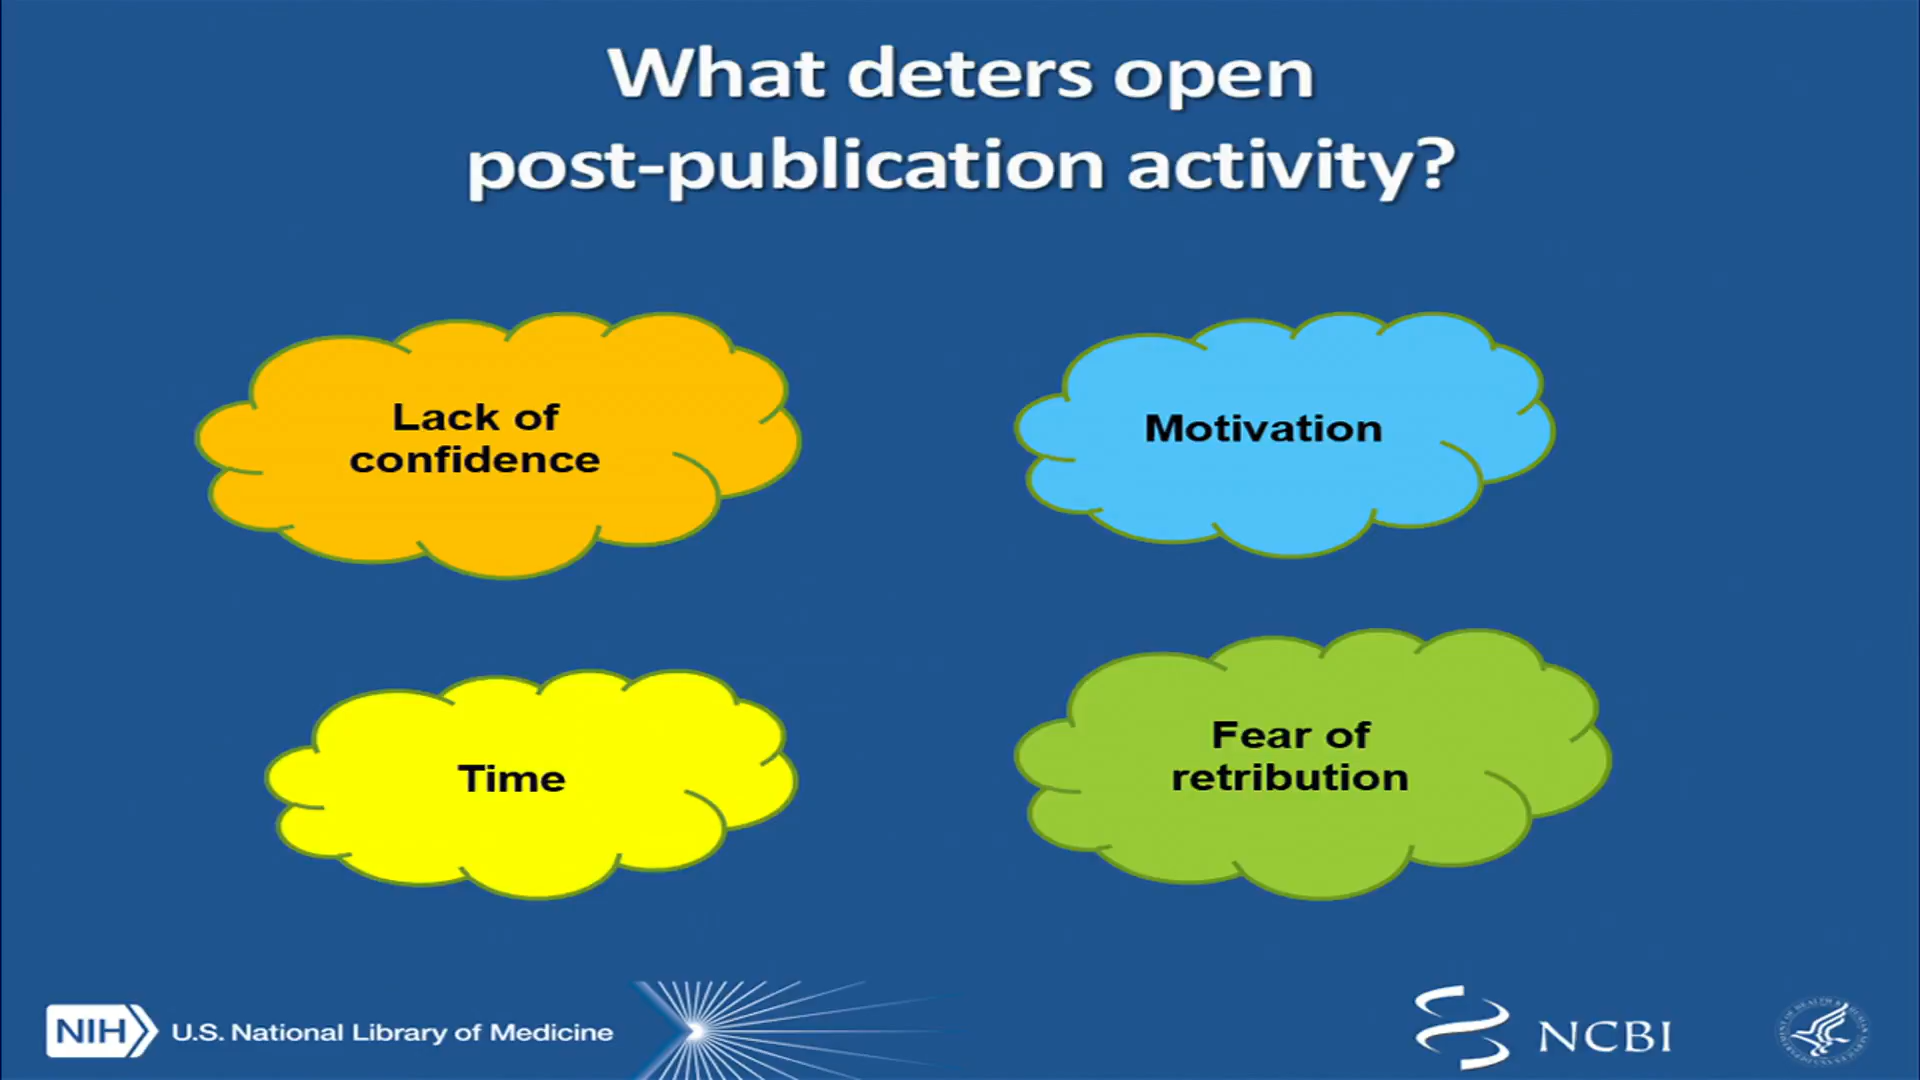 What deters open
post-publication activity?
Lack of
confidence
Motivation
Time
Fear of
retribution
NIH U.S. National Library of Medicine
NCBI